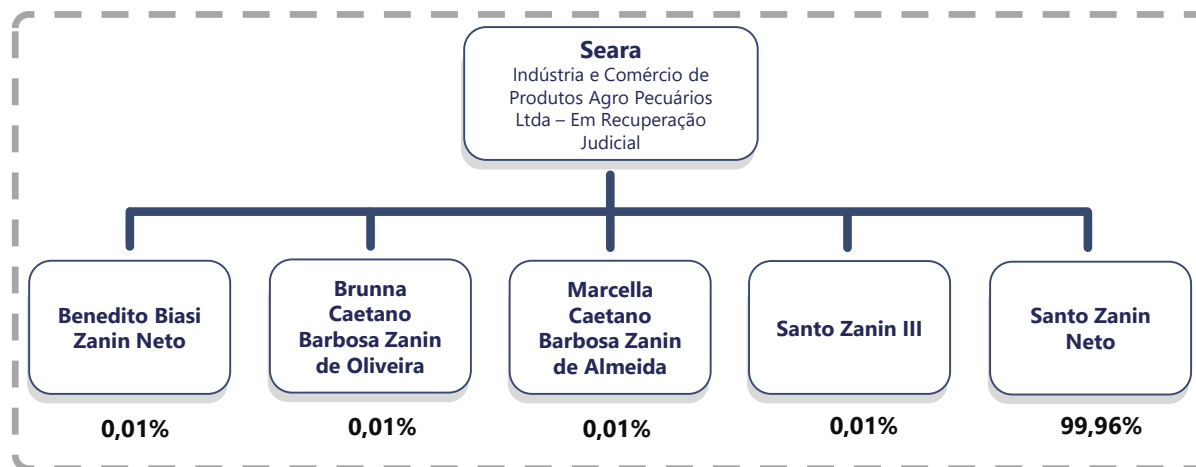 Seara
Indústria e Comércio de
Produtos Agro Pecuários
Ltda – Em Recuperação
Judicial
Benedito Biasi
Zanin Neto
0,01%
Brunna
Caetano
Barbosa Zanin
de Oliveira
0,01%
Marcella
Caetano
Barbosa Zanin
de Almeida
0,01%
Santo Zanin III
0,01%
Santo Zanin
Neto
99,96%